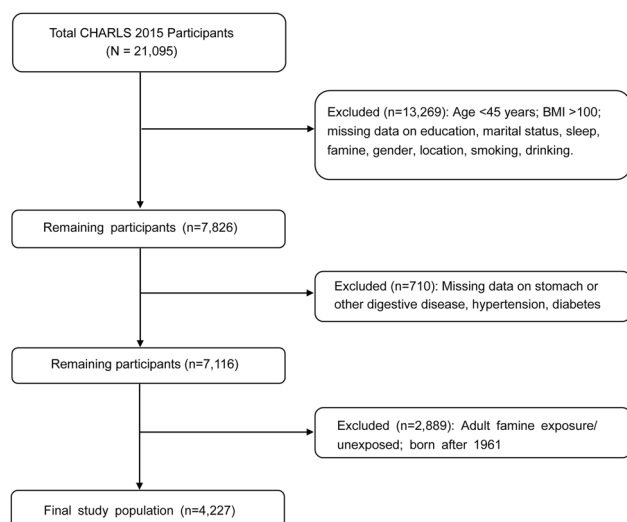 Total CHARLS 2015 Participants
(N = 21,095)
Excluded (n=13,269): Age <45 years; BMI >100;
missing data on education, marital status, sleep,
famine, gender, location, smoking, drinking.
Remaining participants (n=7,826)
Excluded (n=710): Missing data on stomach or
other digestive disease, hypertension, diabetes
Remaining participants (n=7,116)
Excluded (n=2,889): Adult famine exposure/
unexposed; born after 1961
Final study population (n=4,227)